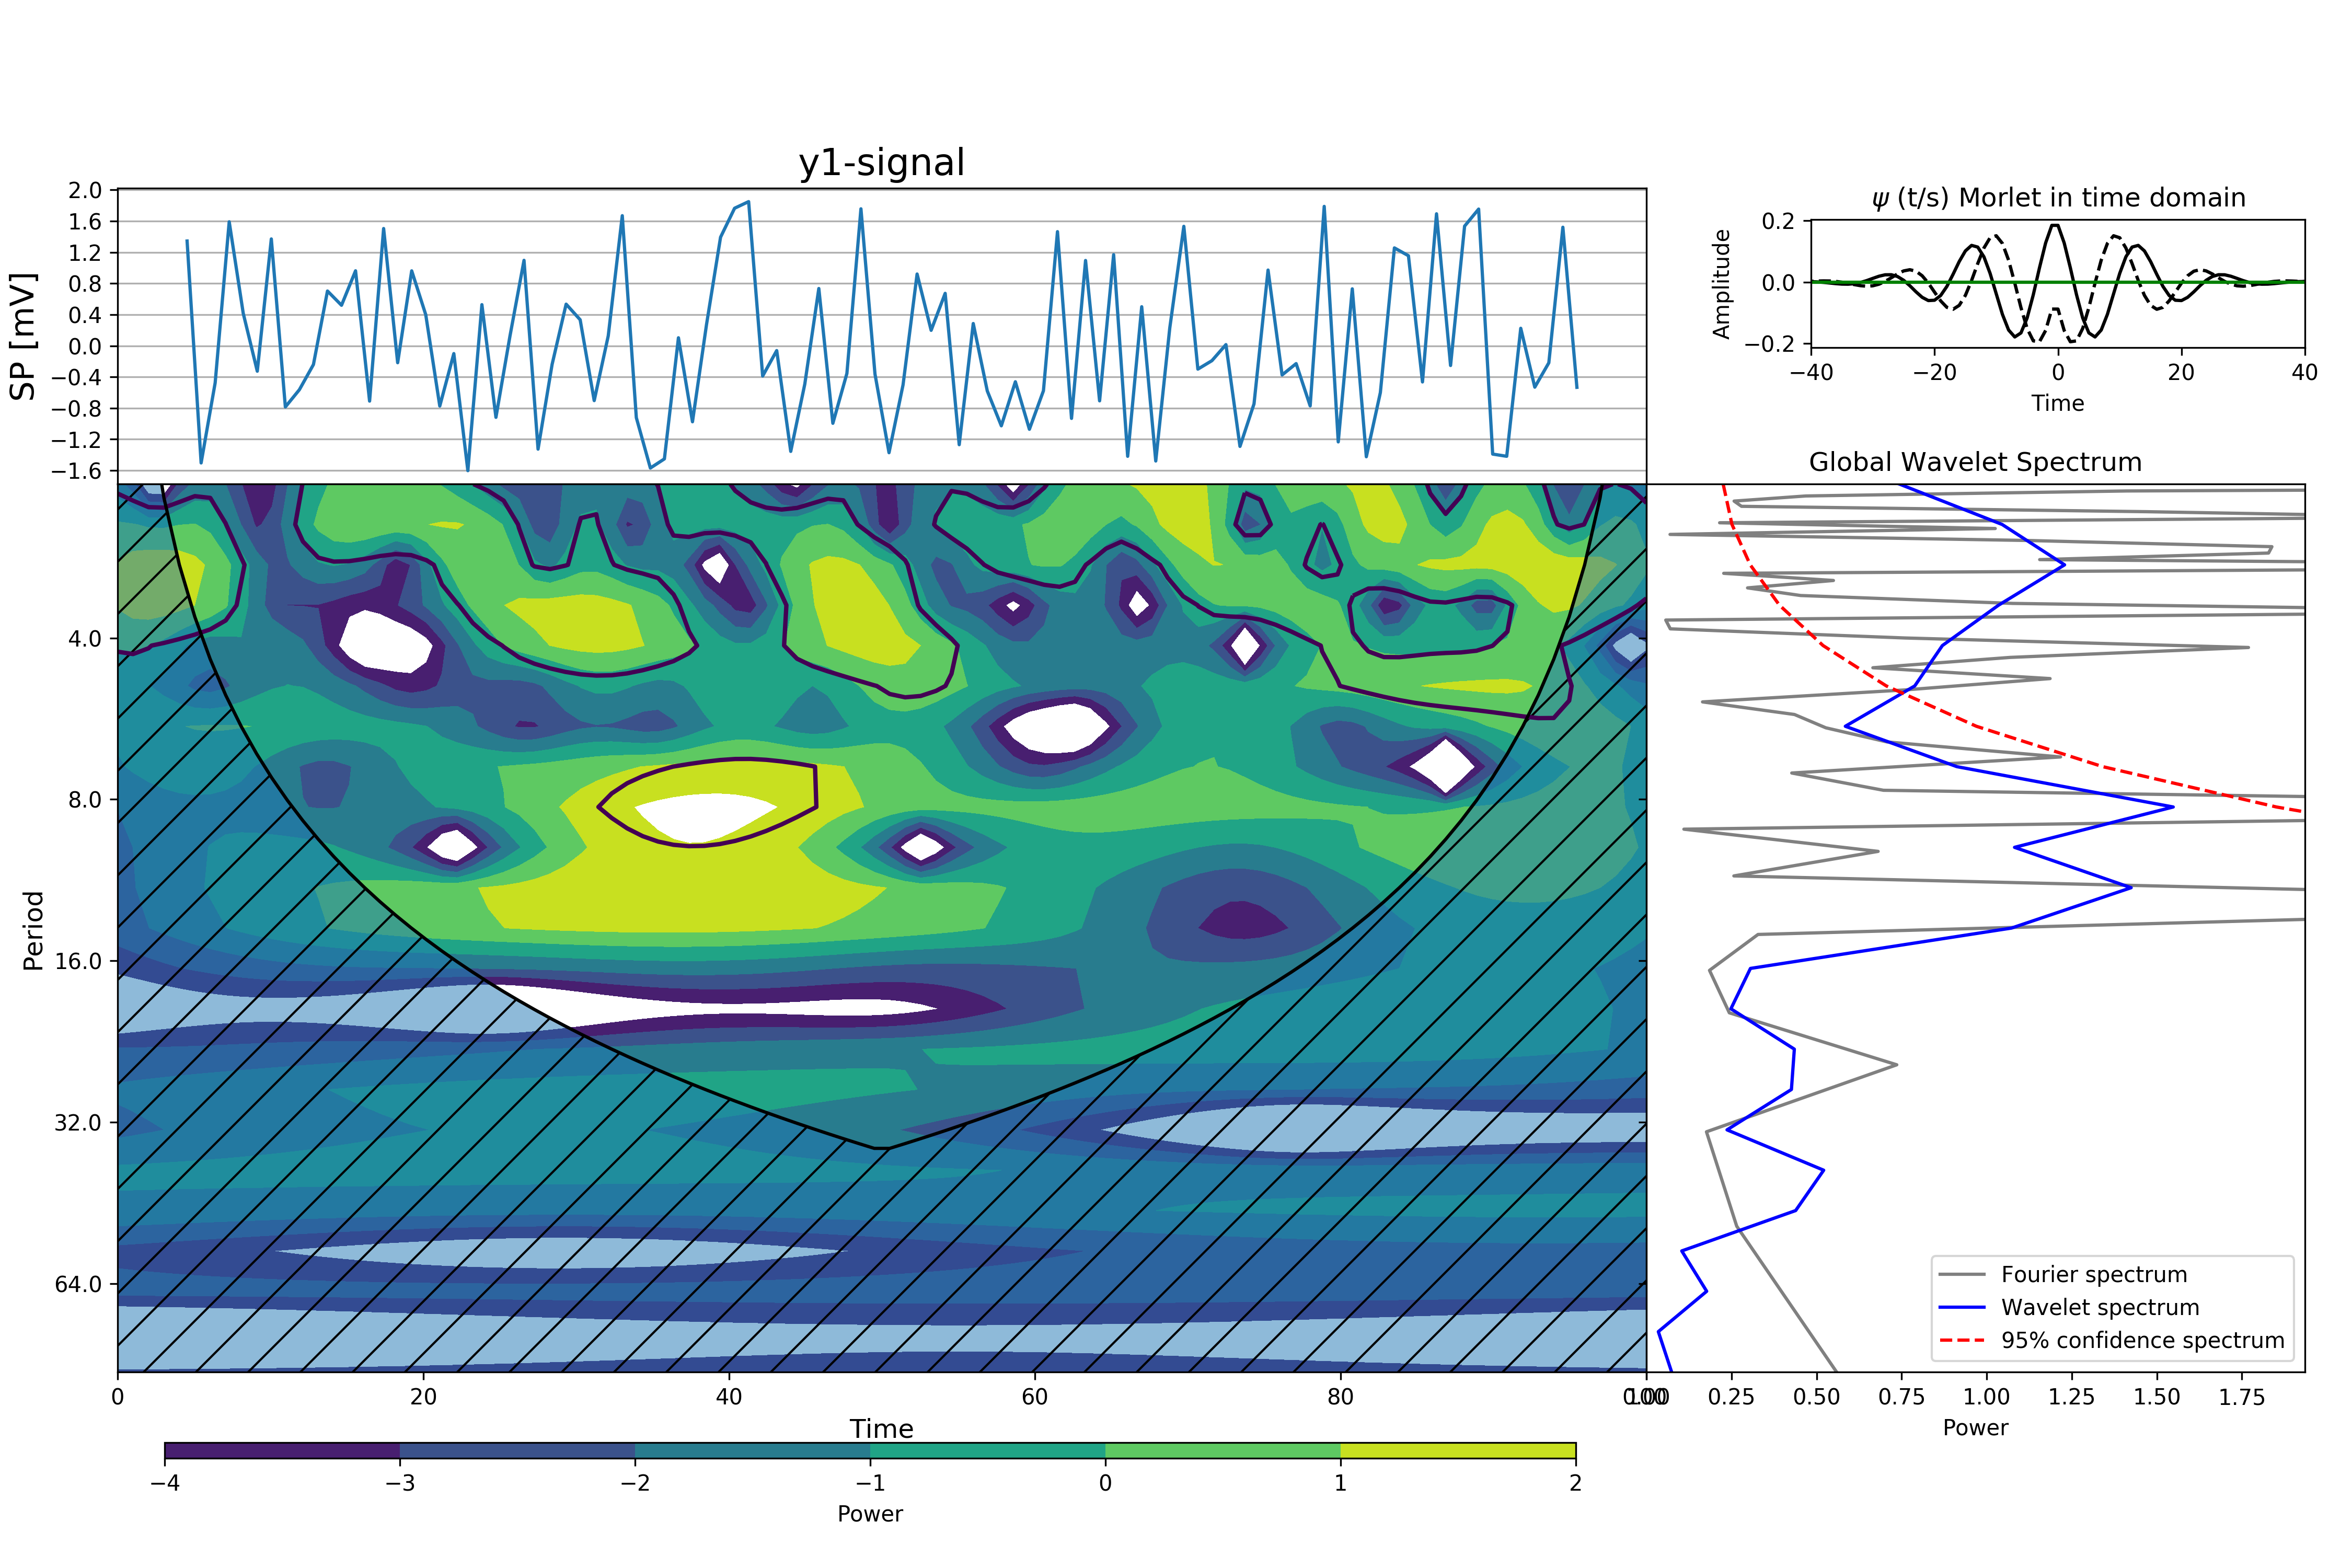 y1-signal
SP [mV]
2.0
1.6
1.2
0.8
0.4
0.0
−0.4
−0.8
−1.2
−1.6
ψ (t/s) Morlet in time domain
Amplitude
0.2
0.0
−0.2
−40 −20 0 20 40
Time
Global Wavelet Spectrum
Period
4.0
8.0
16.0
32.0
64.0
0 20 40 60 80 100
Time
0.00 0.25 0.50 0.75 1.00 1.25 1.50 1.75
Power
Fourier spectrum
Wavelet spectrum
95% confidence spectrum
−4 −3 −2 −1 0 1 2
Power